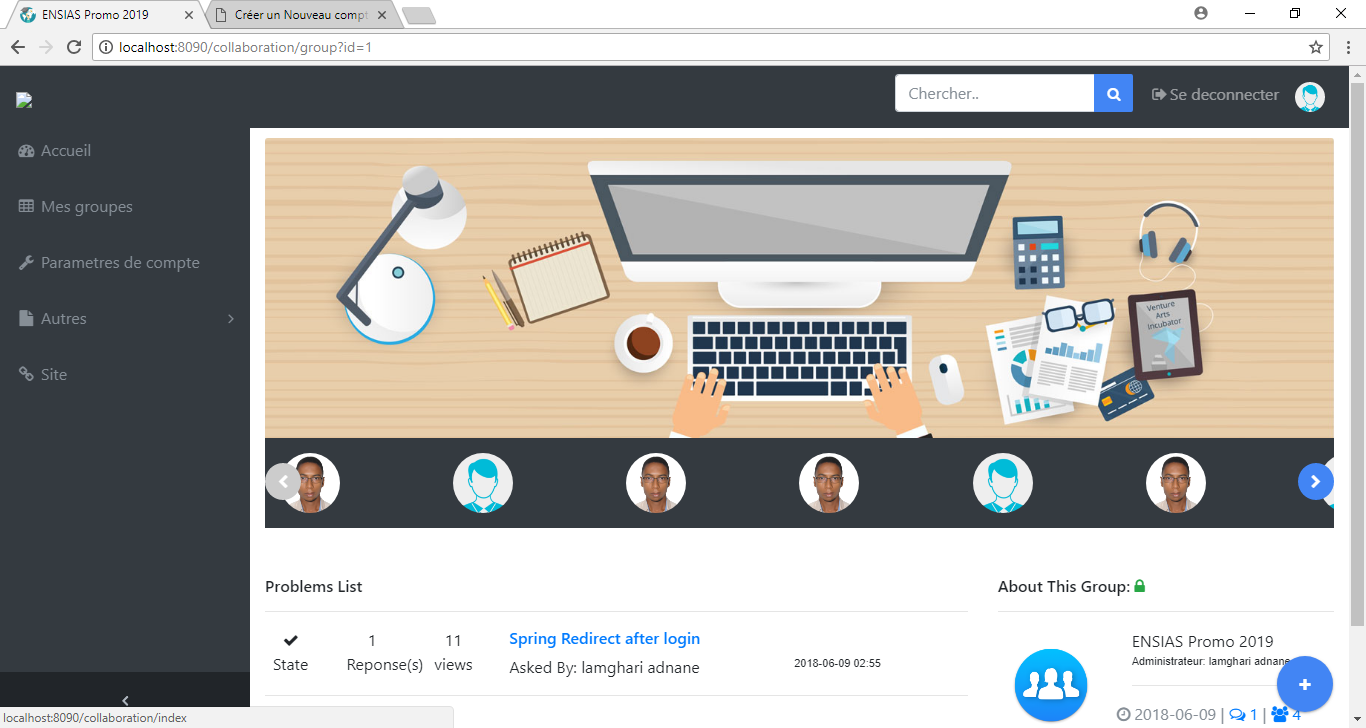 ENSIAS Promo 2019
Créer un Nouveau compt
localhost:8090/collaboration/group?id=1
Chercher..
Se deconnecter
Accueil
Mes groupes
Parametres de compte
Autres
Site
Venture
Arts
Incubator
Problems List
About This Group:
1 11
State Reponse(s) views
Spring Redirect after login
Asked By: lamghari adnane
2018-06-09 02:55
ENSIAS Promo 2019
Administrateur: lamghari adnane
2018-06-09 | 1 | 4
localhost:8090/collaboration/index